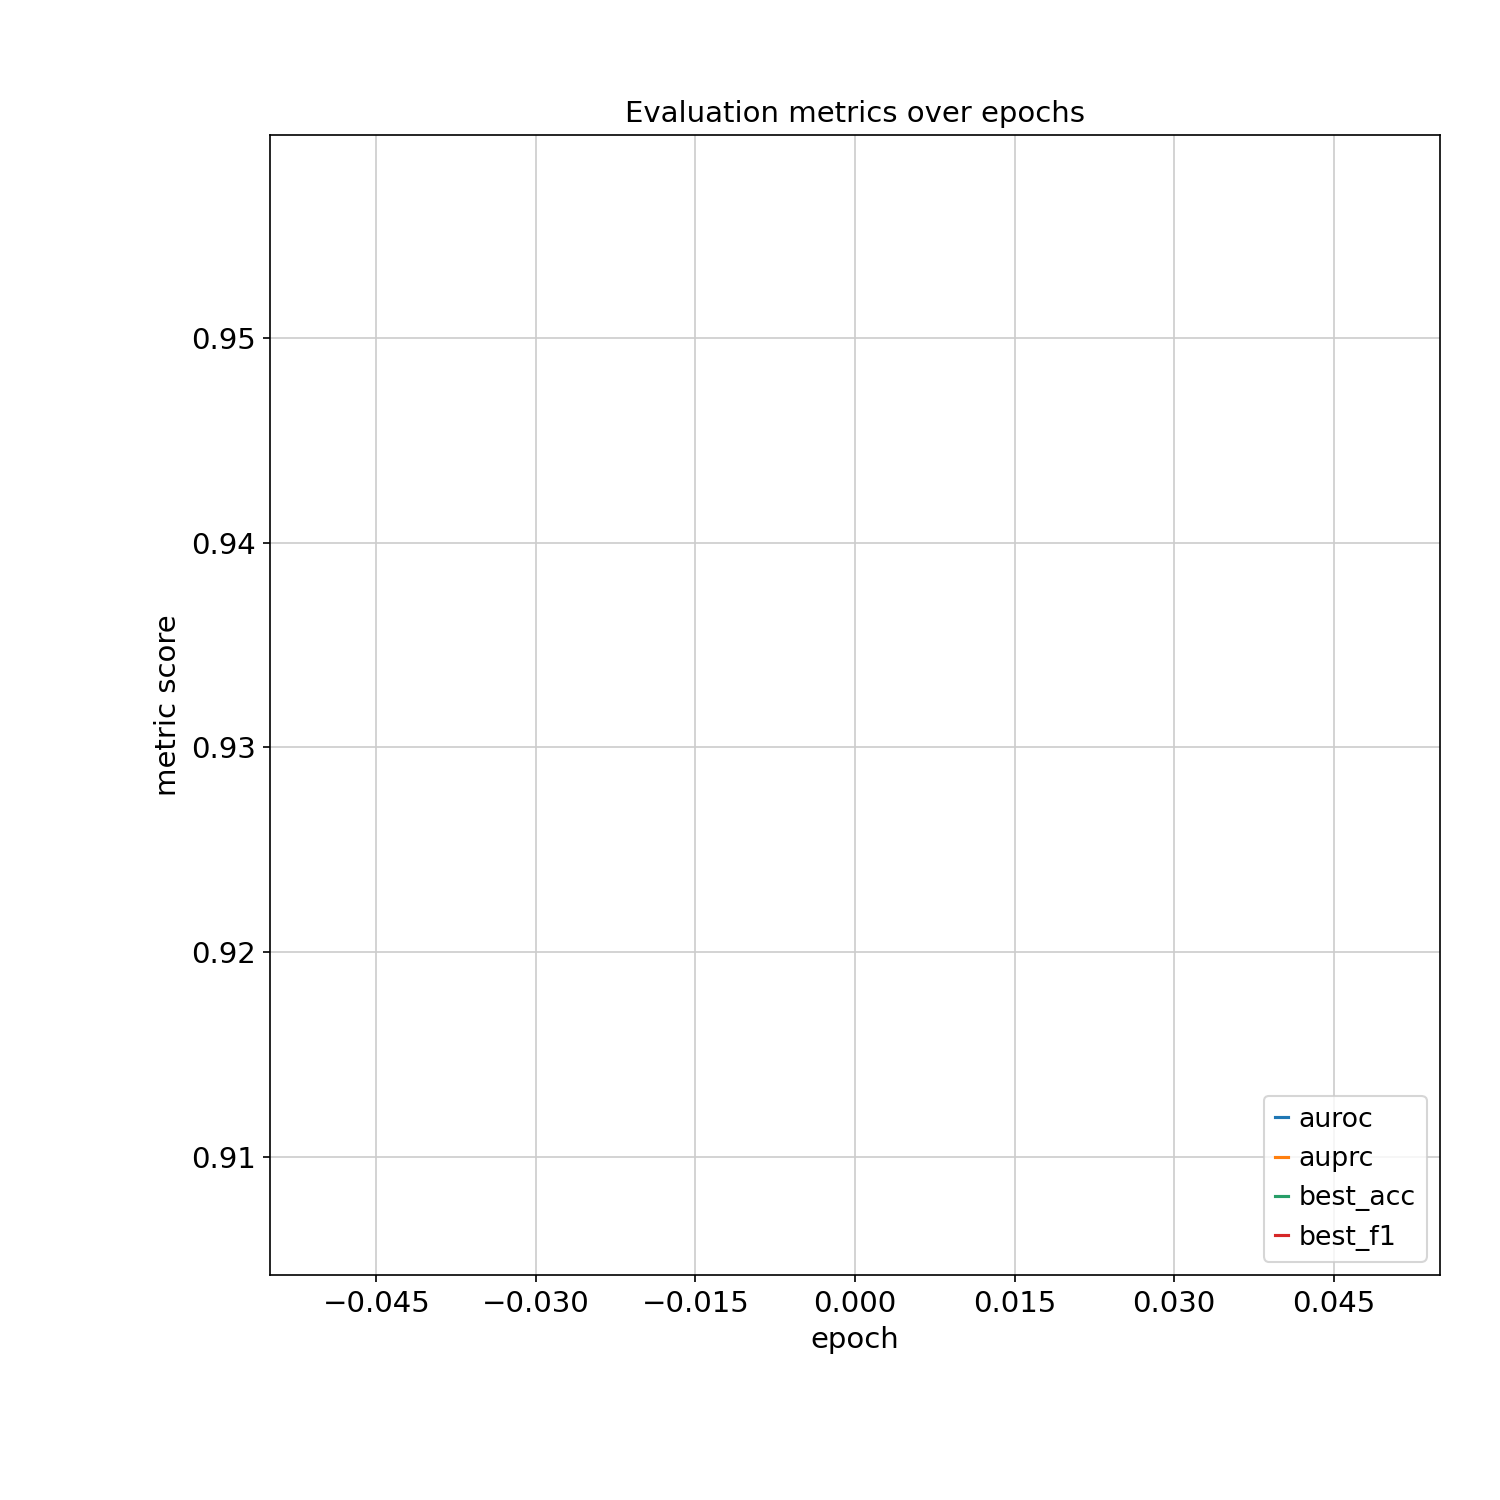 Evaluation metrics over epochs
0.95
0.94
0.93
0.92
0.91
metric score
auroc
auprc
best_acc
best_f1
−0.045 −0.030 −0.015 0.000 0.015 0.030 0.045
epoch